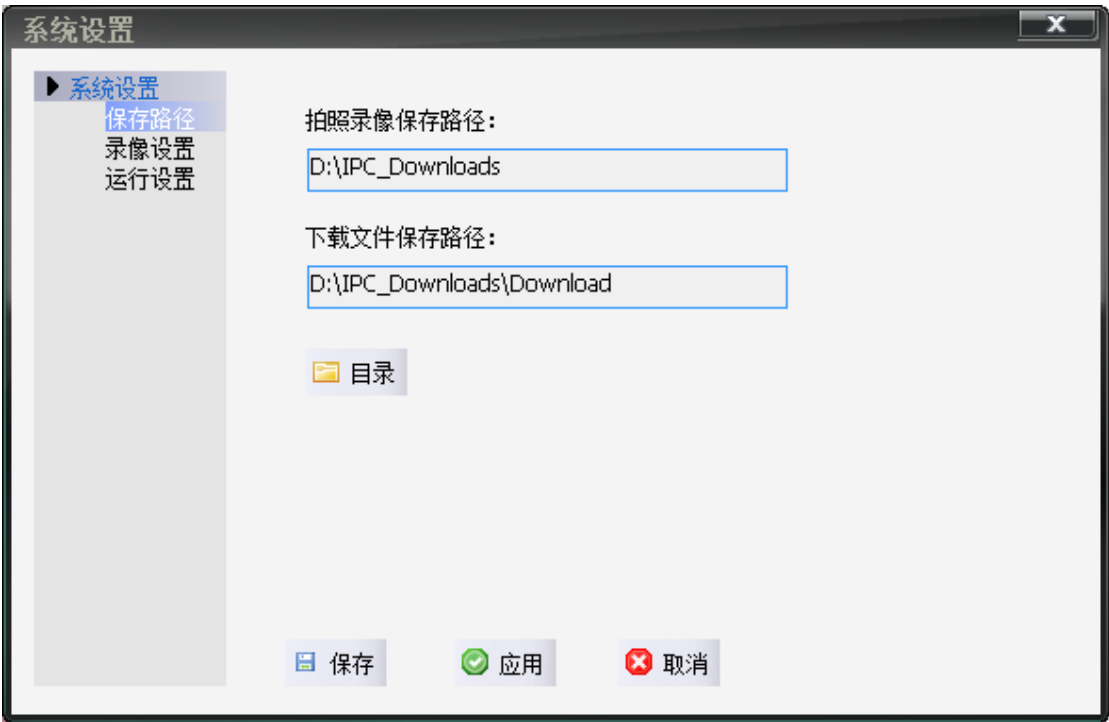 系统设置
X
系统设置
保存路径
录像设置
运行设置
拍照录像保存路径:
D:\IPC_Downloads
下载文件保存路径:
D:\IPC_Downloads\Download
目录
保存
应用
取消